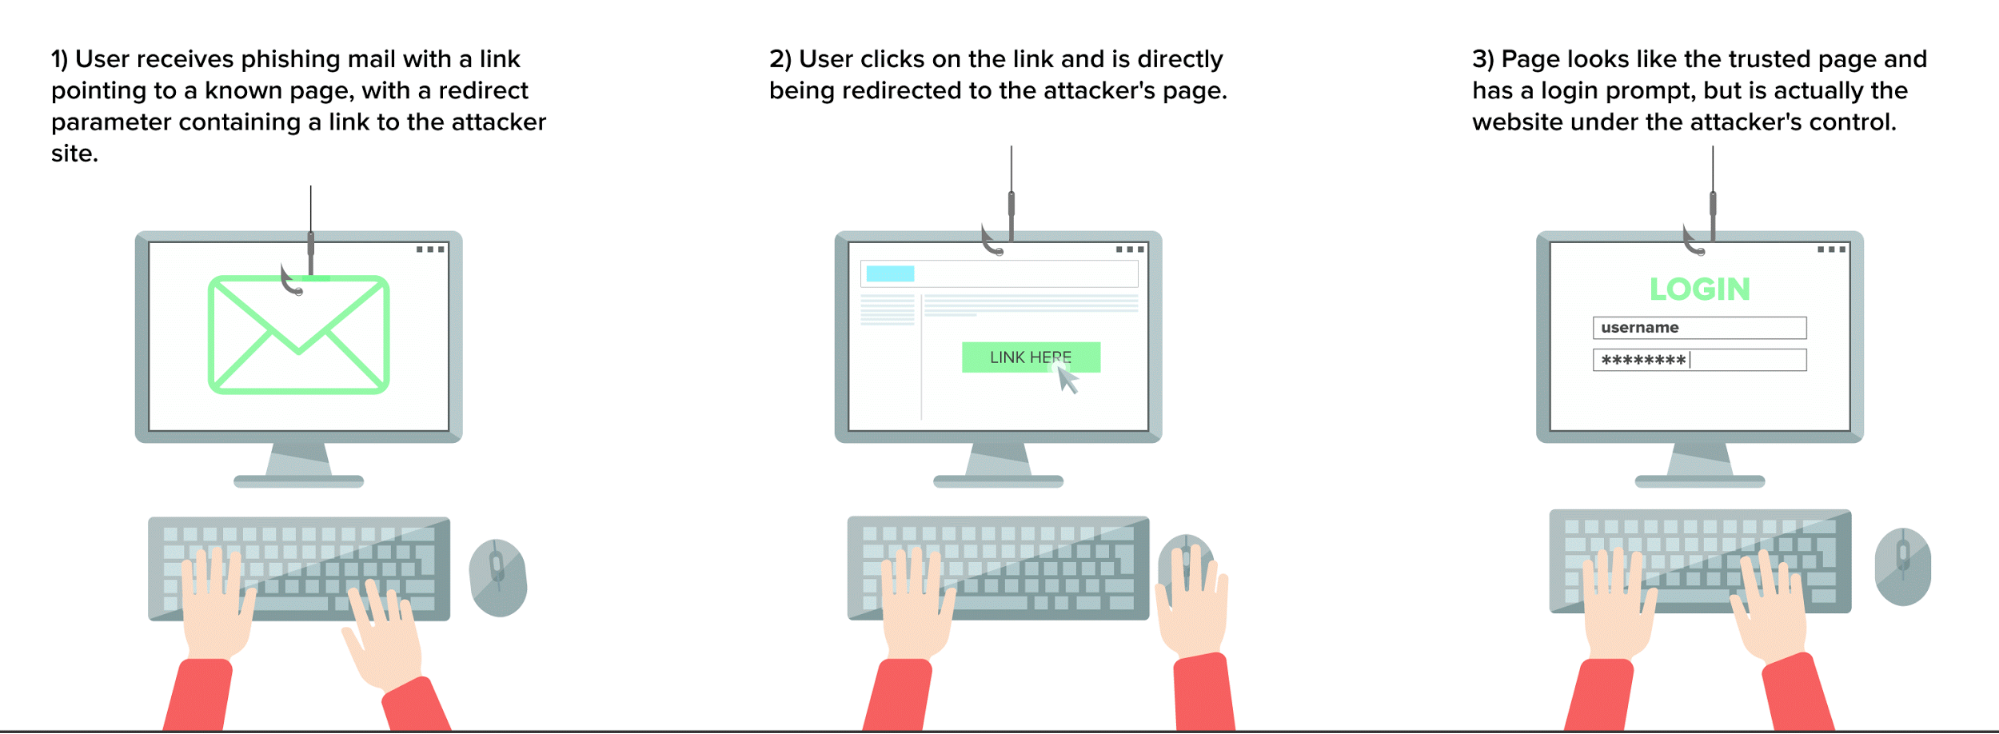 1) User receives phishing mail with a link
pointing to a known page, with a redirect
parameter containing a link to the attacker
site.
2) User clicks on the link and is directly
being redirected to the attacker's page.
LINK HERE
3) Page looks like the trusted page and
has a login prompt, but is actually the
website under the attacker's control.
LOGIN
username
********